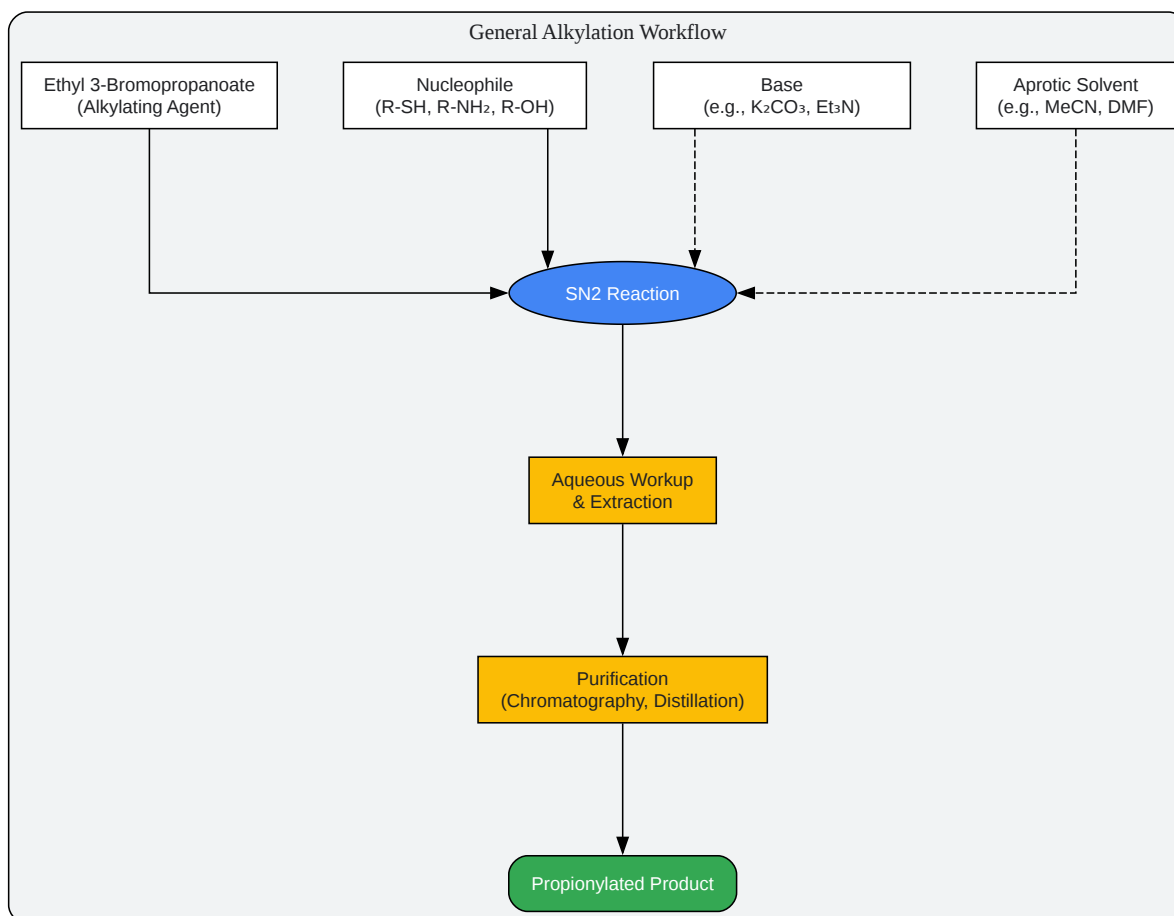 General Alkylation Workflow
Ethyl 3-Bromopropanoate
(Alkylating Agent)
Nucleophile
(R-SH, R-NH₂, R-OH)
Base
(e.g., K₂CO₃, Et₃N)
Aprotic Solvent
(e.g., MeCN, DMF)
SN2 Reaction
Aqueous Workup
& Extraction
Purification
(Chromatography, Distillation)
Propionylated Product